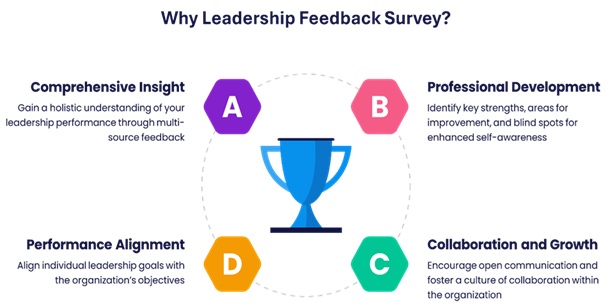 Why Leadership Feedback Survey?
Comprehensive Insight
Gain a holistic understanding of your
leadership performance through multi-
source feedback
A
B
Professional Development
Identify key strengths, areas for
improvement, and blind spots for
enhanced self-awareness
Performance Alignment
Align individual leadership goals with
the organization's objectives
D
C
Collaboration and Growth
Encourage open communication and
foster a culture of collaboration within
the organization